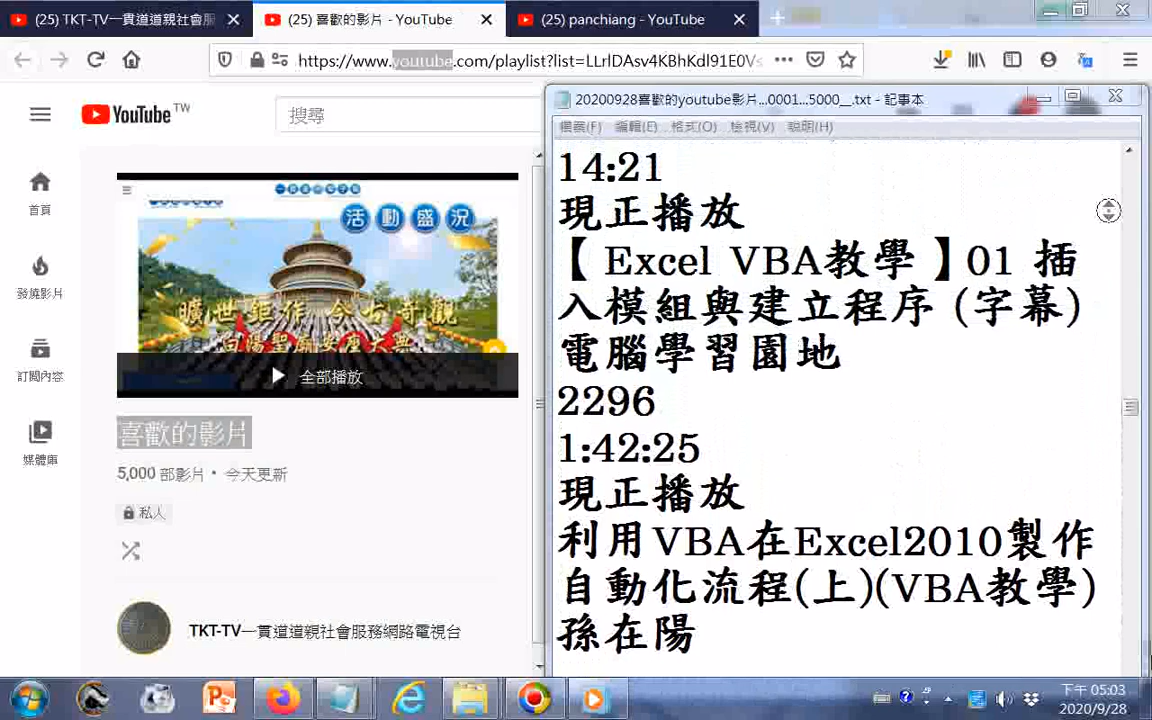 (25) TKT-TV一貫道道親社會服
(25) 喜歡的影片 - YouTube
(25) panchiang - YouTube
https://www.youtube.com/playlist?list=LLrlDAsv4KBhKdl91E0Vs
YouTube TW
搜尋
首頁
發燒影片
訂閱內容
媒體庫
活動盛況
曠世鉅作 今古奇觀
全部播放
喜歡的影片
5,000 部影片・今天更新
私人
TKT-TV一貫道道親社會服務網路電視台
20200928喜歡的youtube影片...0001...5000__.txt - 記事本
檔案(F) 編輯(E) 格式(O) 檢視(V) 說明(H)
14:21
現正播放
【Excel VBA教學】01 插
入模組與建立程序 (字幕)
電腦學習園地
2296
1:42:25
現正播放
利用VBA在Excel2010製作
自動化流程(上)(VBA教學)
孫在陽
下午 05:03
2020/9/28